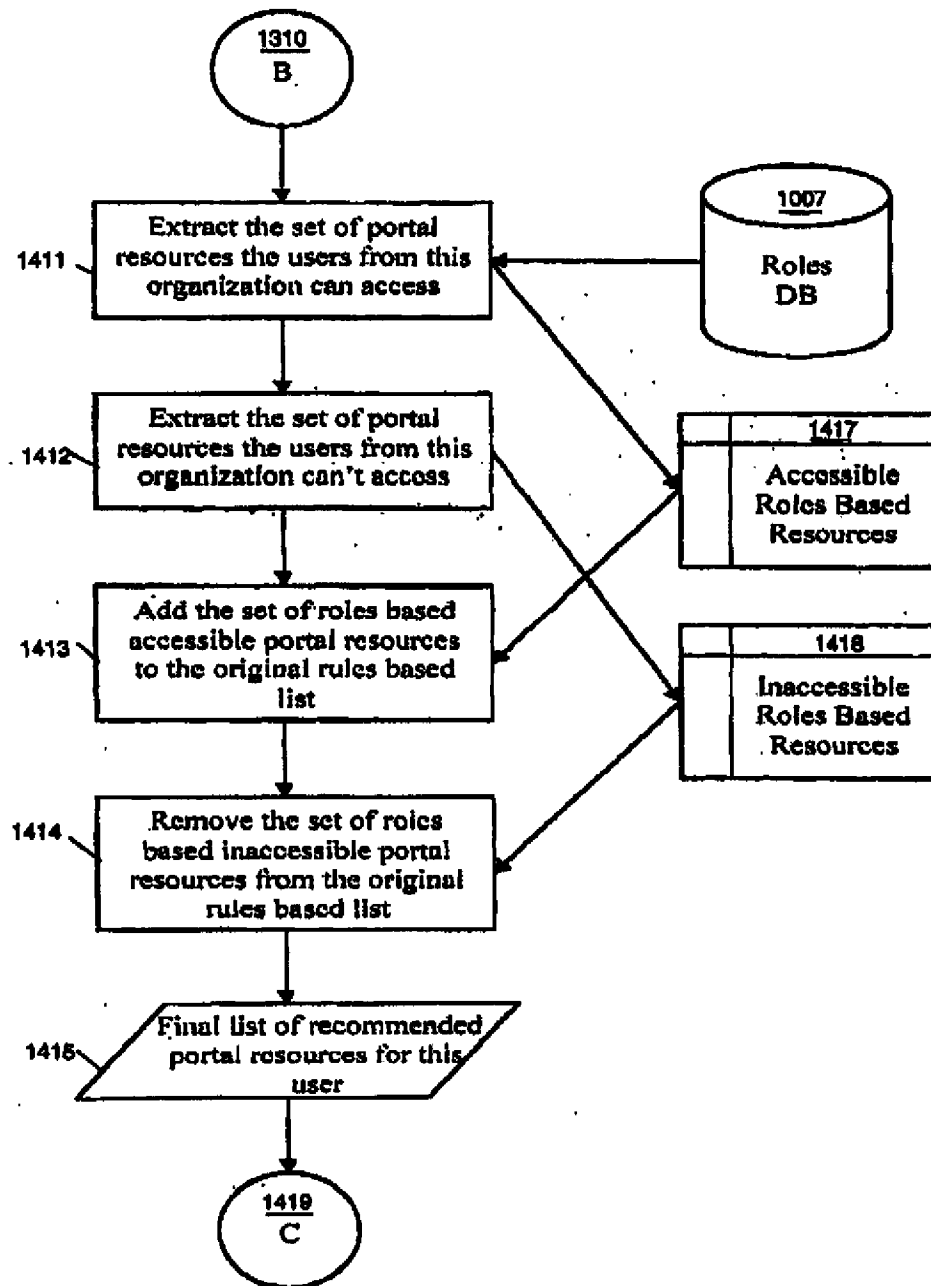 1310
B
1411
Extract the set of portal
resources the users from this
organization can access
1007
Roles
DB
1412
Extract the set of portal
resources the users from this
organization can't access
1417
Accessible
Roles Based
Resources
1413
Add the set of roles based
accessible portal resources
to the original rules based
list
1418
Inaccessible
Roles Based
Resources
1414
Remove the set of roles
based inaccessible portal
resources from the original
rules based list
1415
Final list of recommended
portal resources for this
user
1419
C